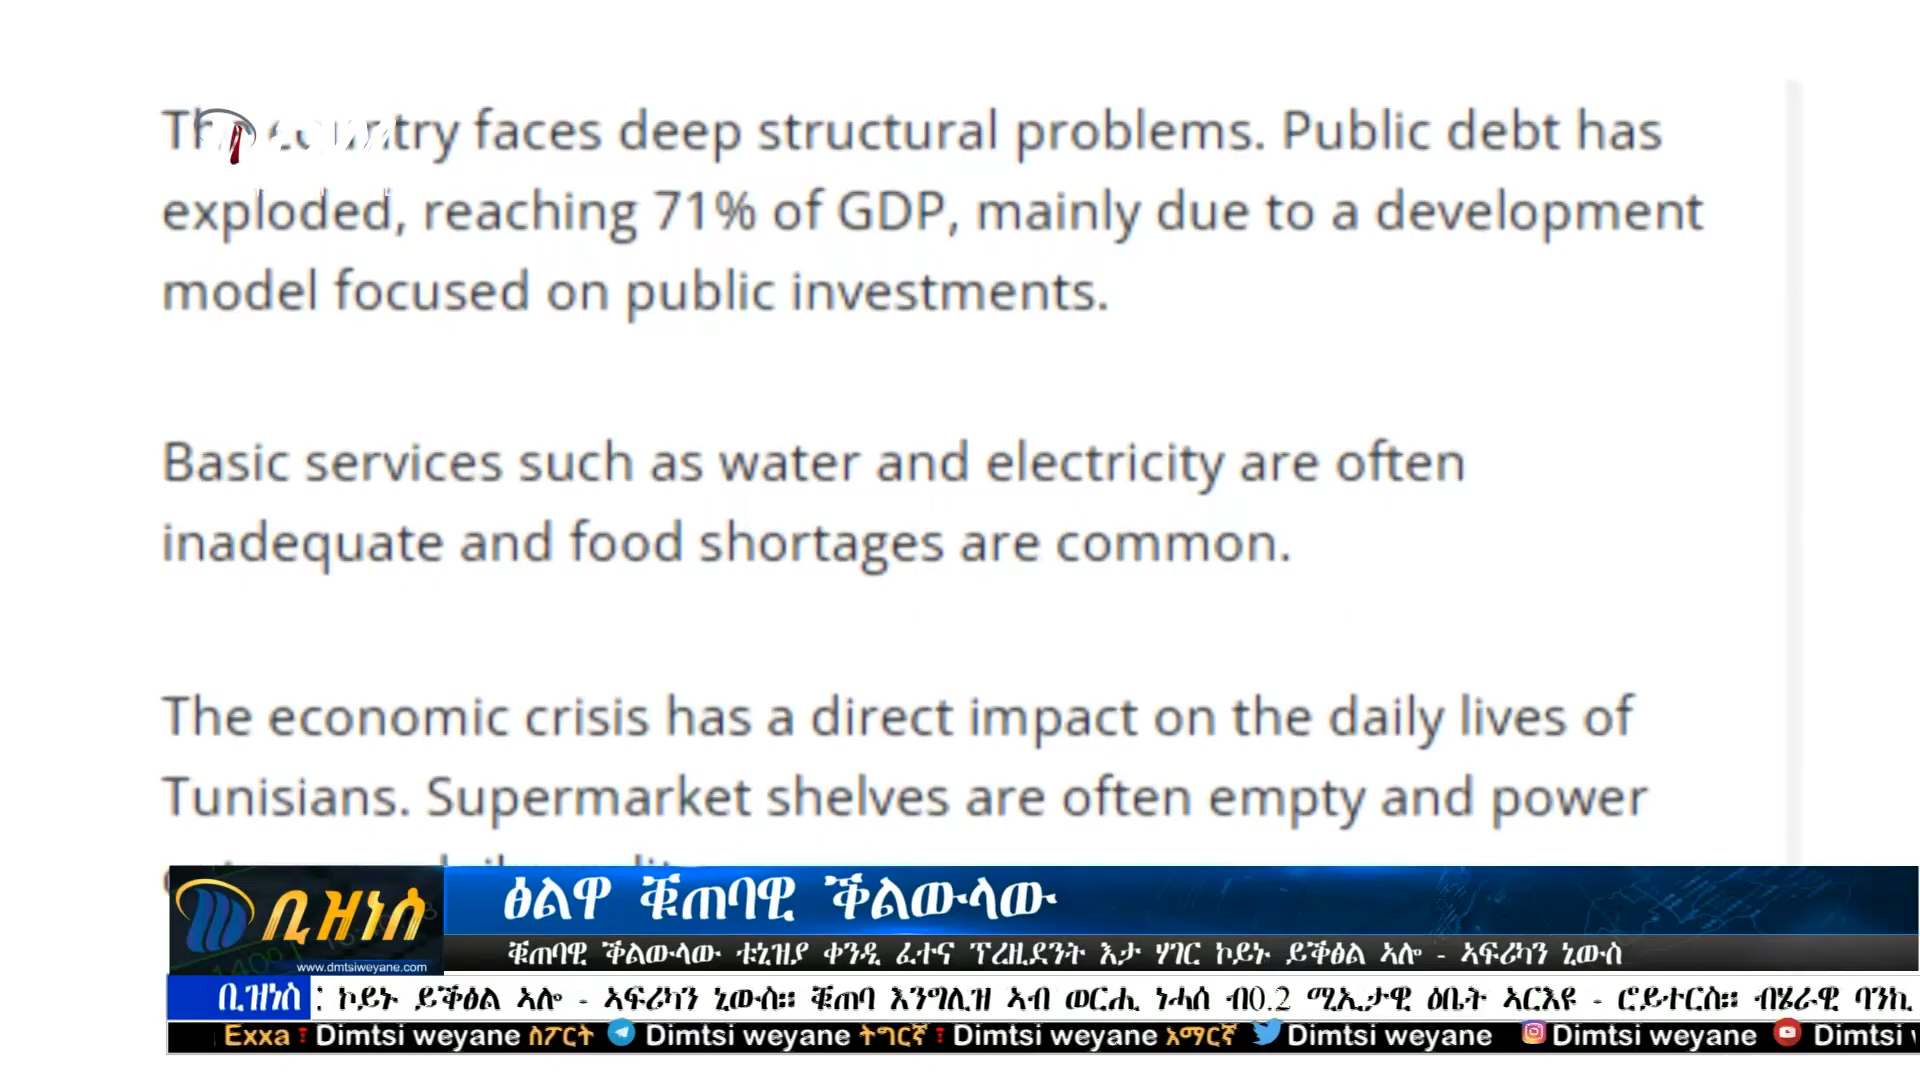 The country faces deep structural problems. Public debt has
exploded, reaching 71% of GDP, mainly due to a development
model focused on public investments.
Basic services such as water and electricity are often
inadequate and food shortages are common.
The economic crisis has a direct impact on the daily lives of
Tunisians. Supermarket shelves are often empty and power
ቢዝነስ
www.dmtsiweyane.com
ፅልዋ ቑጠባዊ ቕልውላው
ቑጠባዊ ቕልውላው ቱኒዝያ ቀንዲ ፈተና ፕረዚደንት እታ ሃገር ኮይኑ ይቕፅል ኣሎ - ኣፍሪካን ኒውስ
ቢዝነስ ፡ ኮይኑ ይቕፅል ኣሎ - ኣፍሪካን ኒውስ። ቑጠባ እንግሊዝ ኣብ ወርሒ ነሓሰ ብ0.2 ሚኢታዊ ዕቤት ኣርእዩ - ሮይተርስ። ብሄራዊ ባንኪ
Exxa ፡ Dimtsi weyane ስፖርት Dimtsi weyane ትግርኛ ፡ Dimtsi weyane አማርኛ Dimtsi weyane Dimtsi weyane Dimtsi